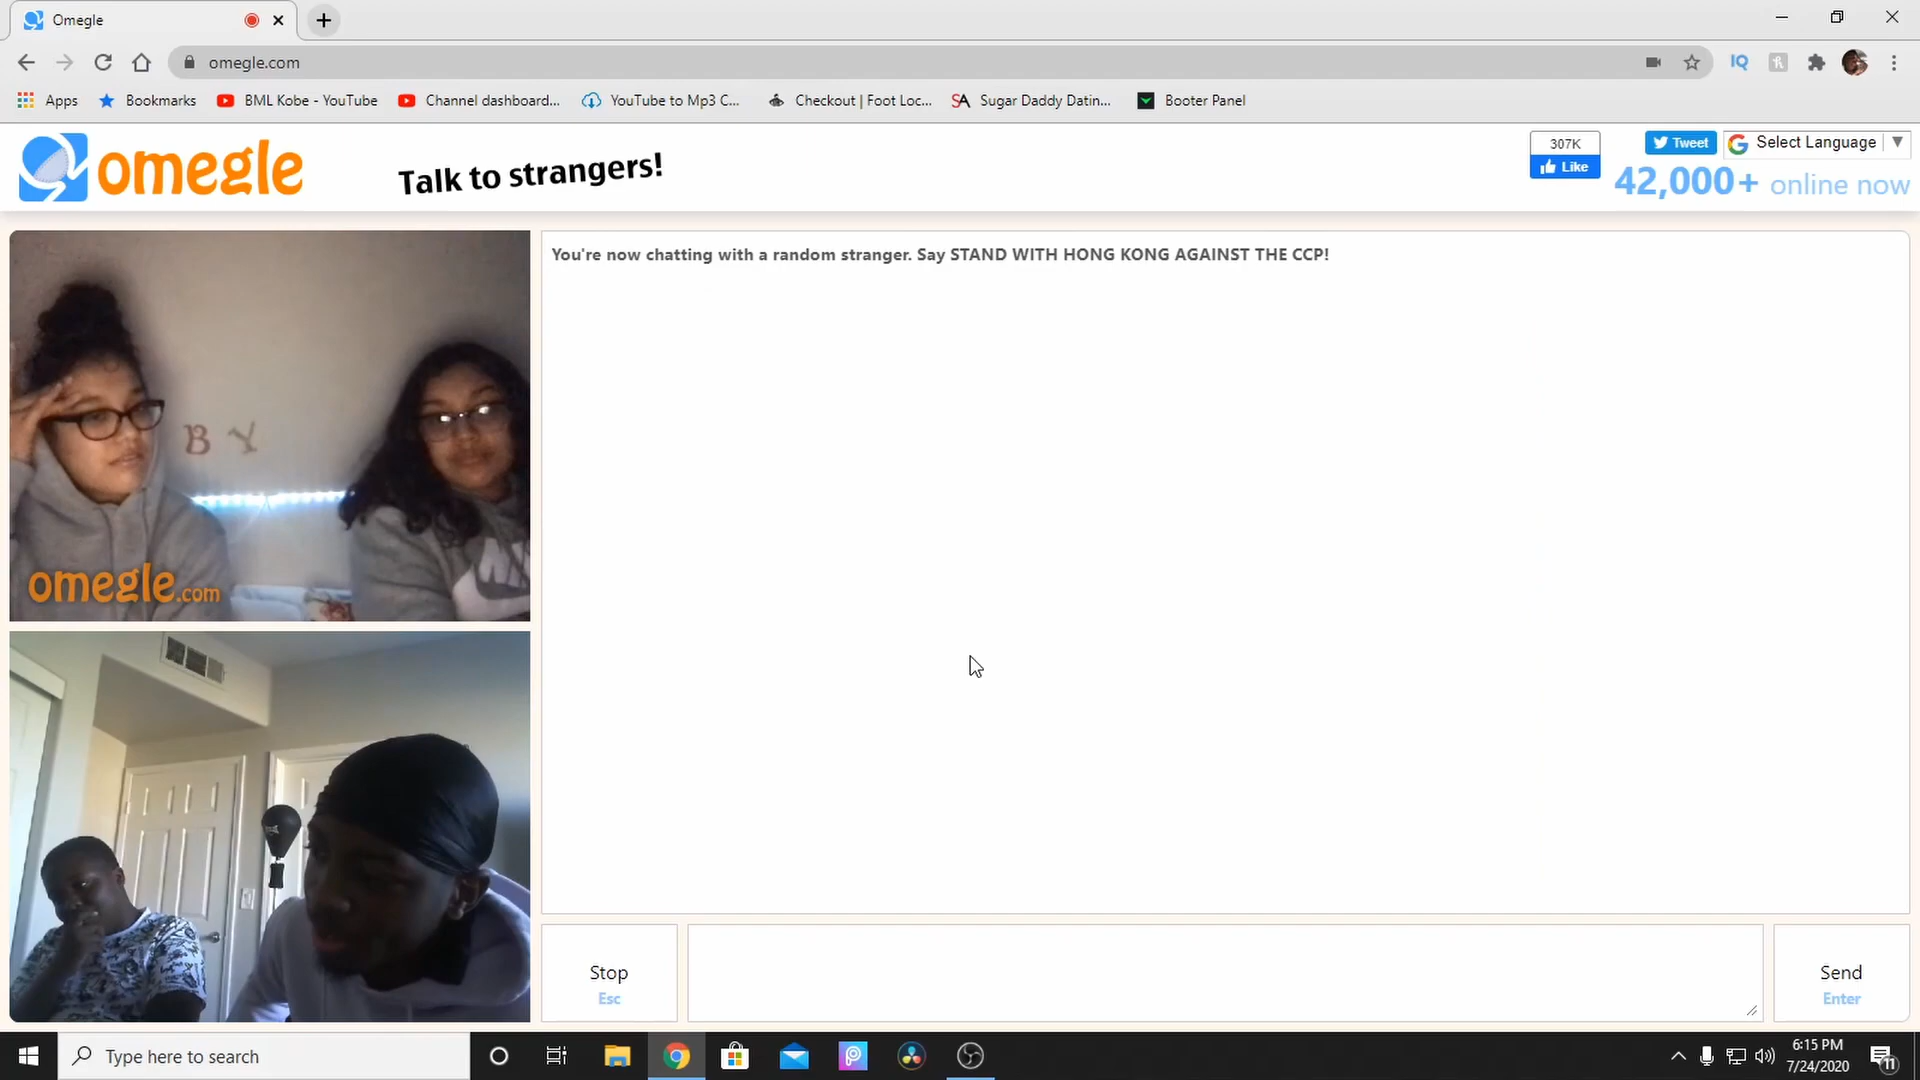 Omegle
omegle.com
IQ
Apps
Bookmarks
BML Kobe - YouTube
Channel dashboard...
YouTube to Mp3 C...
Checkout | Foot Loc...
SA Sugar Daddy Datin...
Booter Panel
omegle
Talk to strangers!
307K
Like
Tweet
Select Language
42,000+ online now
You're now chatting with a random stranger. Say STAND WITH HONG KONG AGAINST THE CCP!
B Y
omegle.com
Stop
Esc
Send
Enter
Type here to search
6:15 PM
7/24/2020
11